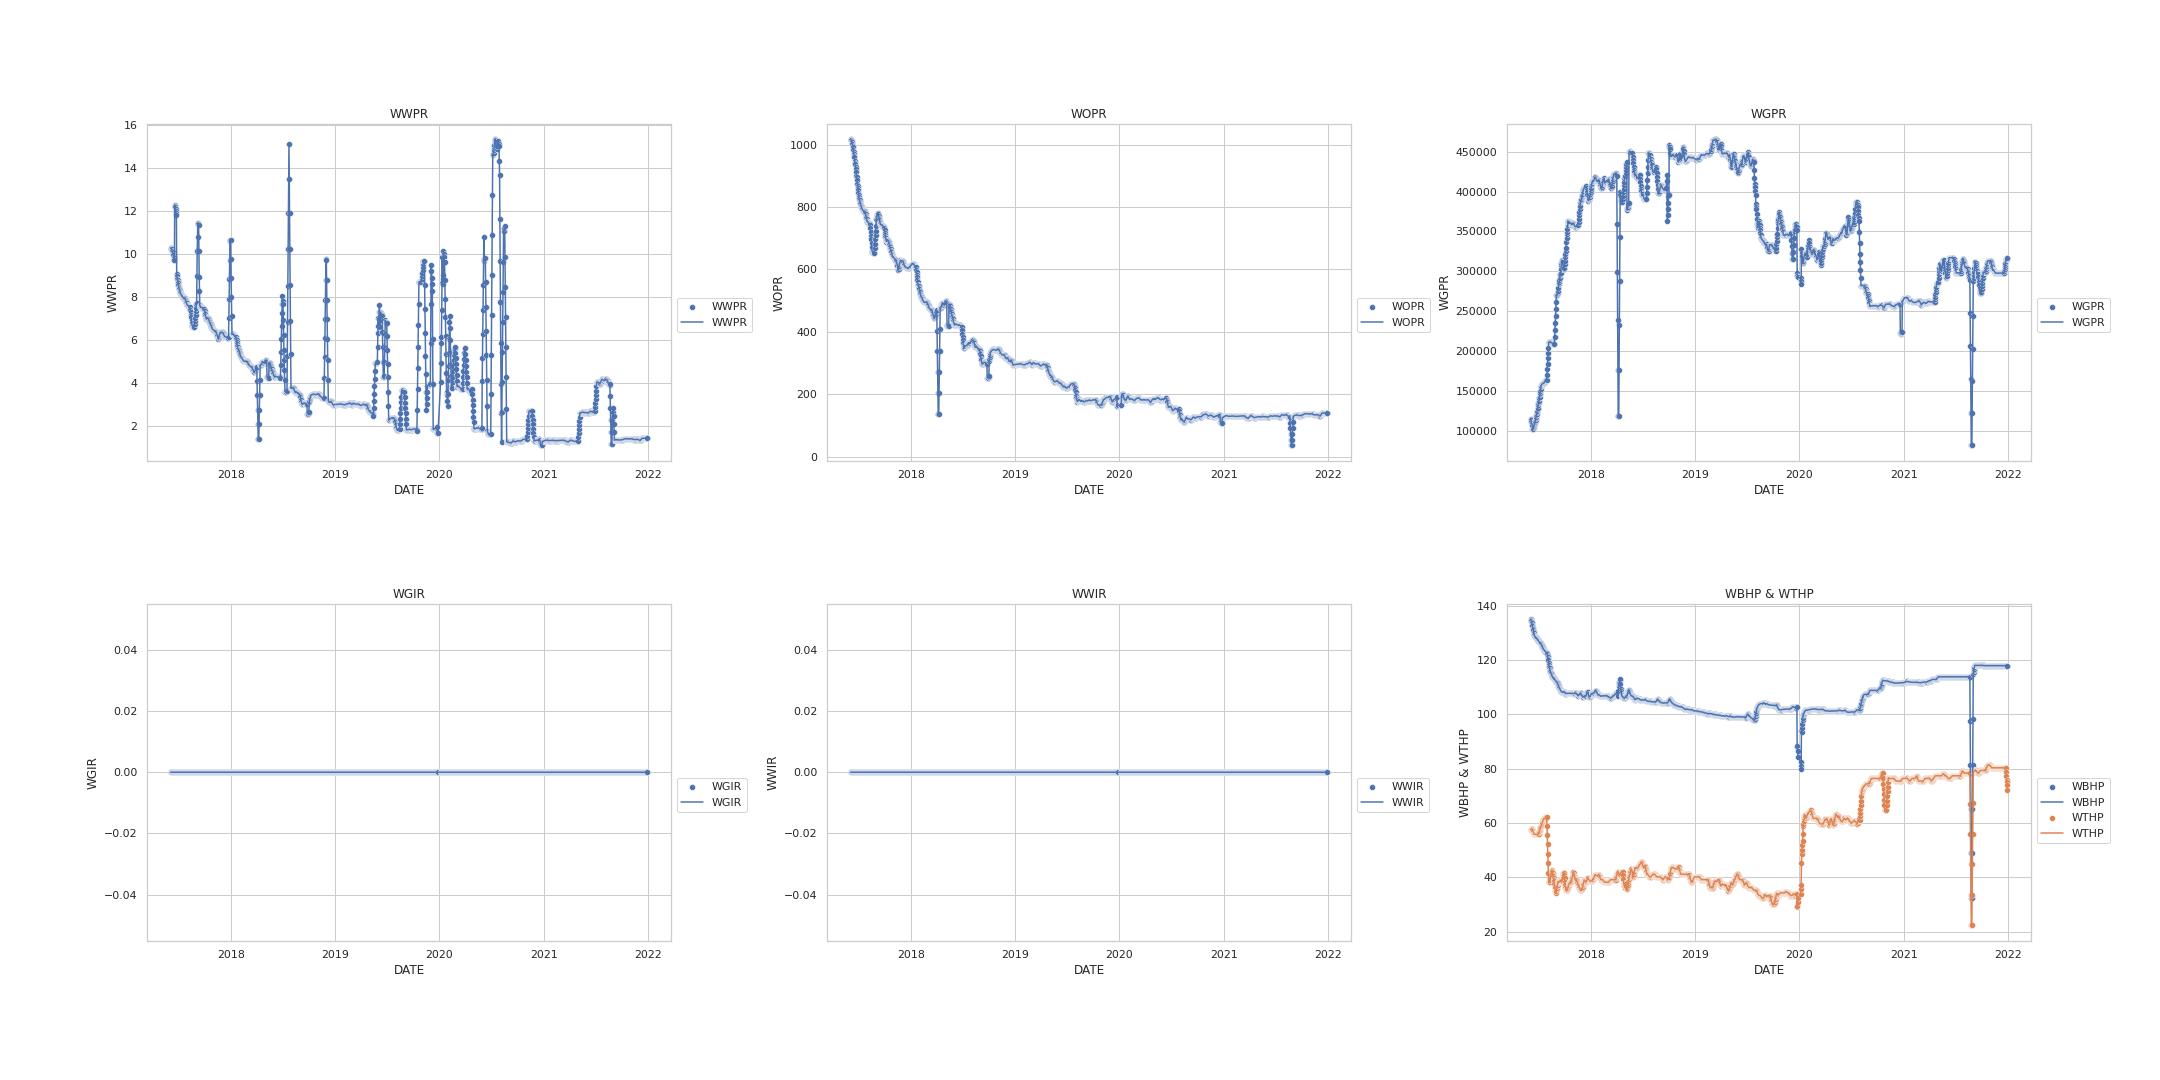 WWPR
WWPR
16
14
12
10
8
6
4
2
2018 2019 2020 2021 2022
DATE
WWPR
WWPR
WOPR
WOPR
1000
800
600
400
200
0
2018 2019 2020 2021 2022
DATE
WOPR
WOPR
WGPR
WGPR
450000
400000
350000
300000
250000
200000
150000
100000
2018 2019 2020 2021 2022
DATE
WGPR
WGPR
WGIR
WGIR
0.04
0.02
0.00
−0.02
−0.04
2018 2019 2020 2021 2022
DATE
WGIR
WGIR
WWIR
WWIR
0.04
0.02
0.00
−0.02
−0.04
2018 2019 2020 2021 2022
DATE
WWIR
WWIR
WBHP & WTHP
WBHP & WTHP
140
120
100
80
60
40
20
2018 2019 2020 2021 2022
DATE
WBHP
WBHP
WTHP
WTHP